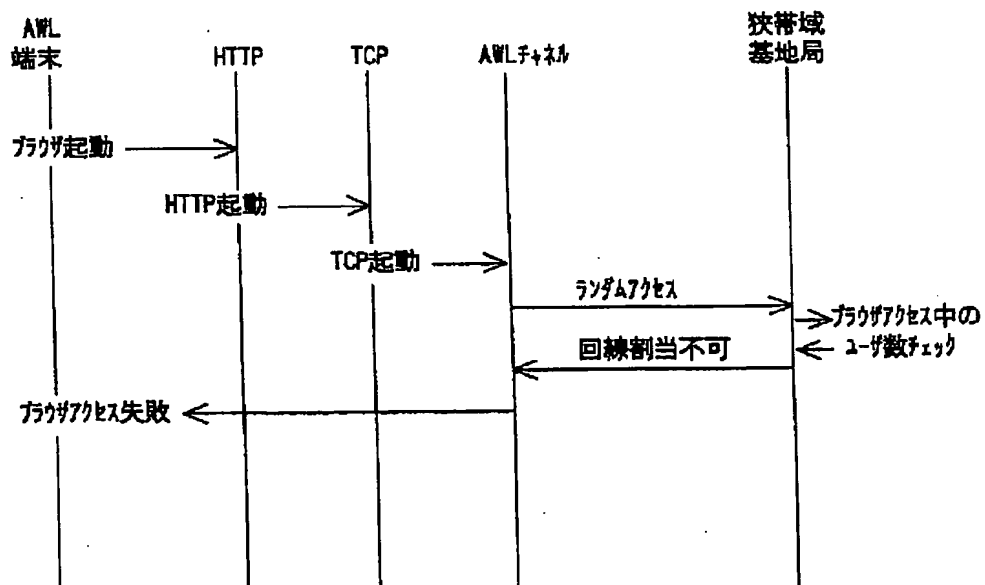 AWL
端末
HTTP
TCP
AWLチャネル
狭帯域
基地局
ブラウザ起動
HTTP起動
TCP起動
ランダムアクセス
ブラウザアクセス中の
ユーザ数チェック
回線割当不可
ブラウザアクセス失敗